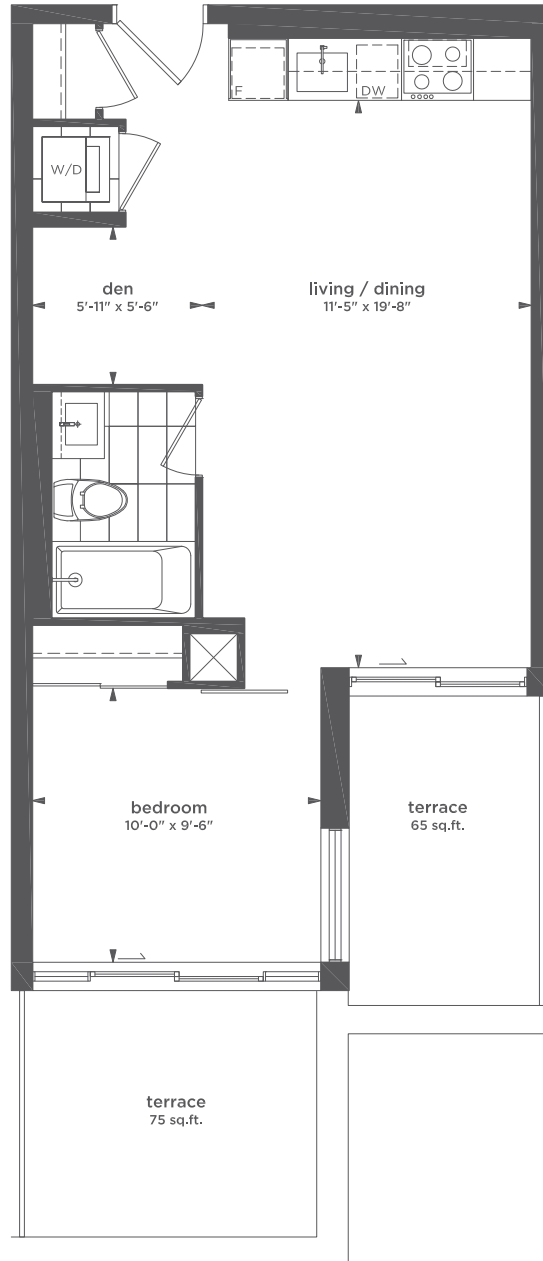 F
DW
W/D
den
5'-11" x 5'-6"
living / dining
11'-5" x 19'-8"
bedroom
10'-0" x 9'-6"
terrace
65 sq.ft.
terrace
75 sq.ft.